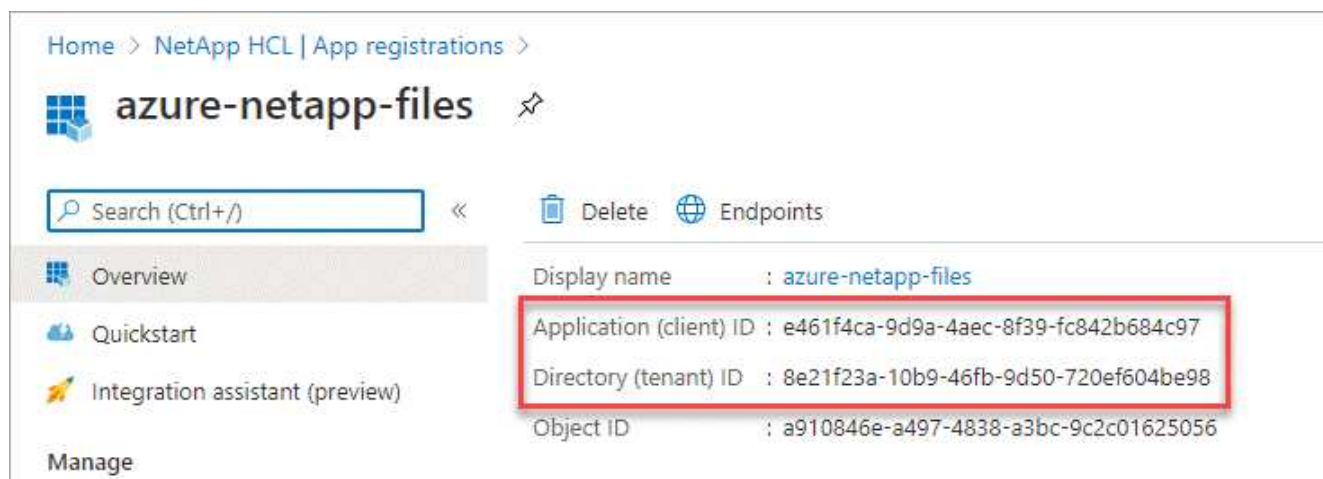 Home > NetApp HCL | App registrations >
azure-netapp-files
Search (Ctrl+/)
«
Delete
Endpoints
Overview
Quickstart
Integration assistant (preview)
Manage
Display name : azure-netapp-files
Application (client) ID : e461f4ca-9d9a-4aec-8f39-fc842b684c97
Directory (tenant) ID : 8e21f23a-10b9-46fb-9d50-720ef604be98
Object ID : a910846e-a497-4838-a3bc-9c2c01625056